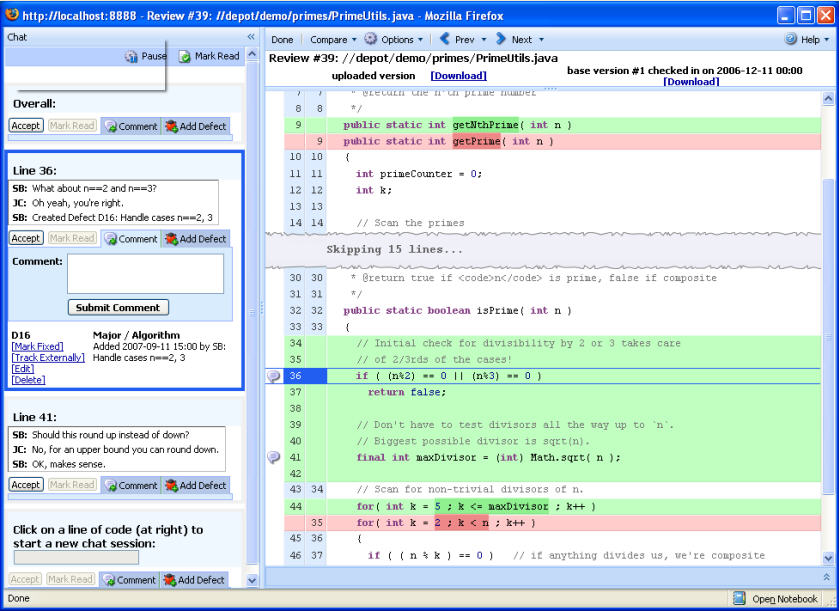 http://localhost:8888 - Review #39: //depot/demo/primes/PrimeUtils.java - Mozilla Firefox
Chat «
Pause Mark Read
Overall:
Accept Mark Read Comment Add Defect
Line 36:
SB: What about n==2 and n==3?
JC: Oh yeah, you're right.
SB: Created Defect D16: Handle cases n==2, 3
Accept Mark Read Comment Add Defect
Comment:
Submit Comment
D16 Major / Algorithm
[Mark Fixed] Added 2007-09-11 15:00 by SB:
[Track Externally] Handle cases n==2, 3
[Edit]
[Delete]
Line 41:
SB: Should this round up instead of down?
JC: No, for an upper bound you can round down.
SB: OK, makes sense.
Accept Mark Read Comment Add Defect
Click on a line of code (at right) to
start a new chat session:
Accept Mark Read Comment Add Defect
Done Compare Options Prev Next Help
Review #39: //depot/demo/primes/PrimeUtils.java
uploaded version [Download]
base version #1 checked in on 2006-12-11 00:00
[Download]
7 7 * @return the n'th prime number
8 8 */
9 public static int getNthPrime( int n )
9 public static int getPrime( int n )
10 10 {
11 11 int primeCounter = 0;
12 12 int k;
13 13
14 14 // Scan the primes
Skipping 15 lines...
30 30 * @return true if <code>n</code> is prime, false if composite
31 31 */
32 32 public static boolean isPrime( int n )
33 33 {
34 // Initial check for divisibility by 2 or 3 takes care
35 // of 2/3rds of the cases!
36 if ( (n%2) == 0 || (n%3) == 0 )
37 return false;
38
39 // Don't have to test divisors all the way up to `n`.
40 // Biggest possible divisor is sqrt(n).
41 final int maxDivisor = (int) Math.sqrt( n );
42
43 34 // Scan for non-trivial divisors of n.
44 for( int k = 5 ; k <= maxDivisor ; k++ )
35 for( int k = 2 ; k < n ; k++ )
45 36 {
46 37 if ( ( n % k ) == 0 ) // if anything divides us, we're composite
Done Open Notebook